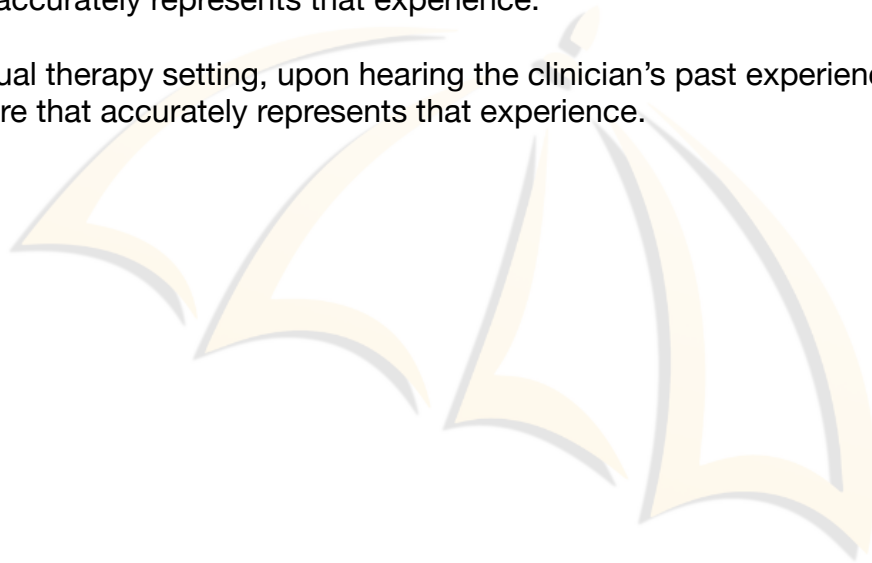 accurately represents that experience.
ual therapy setting, upon hearing the clinician’s past experienc
re that accurately represents that experience.